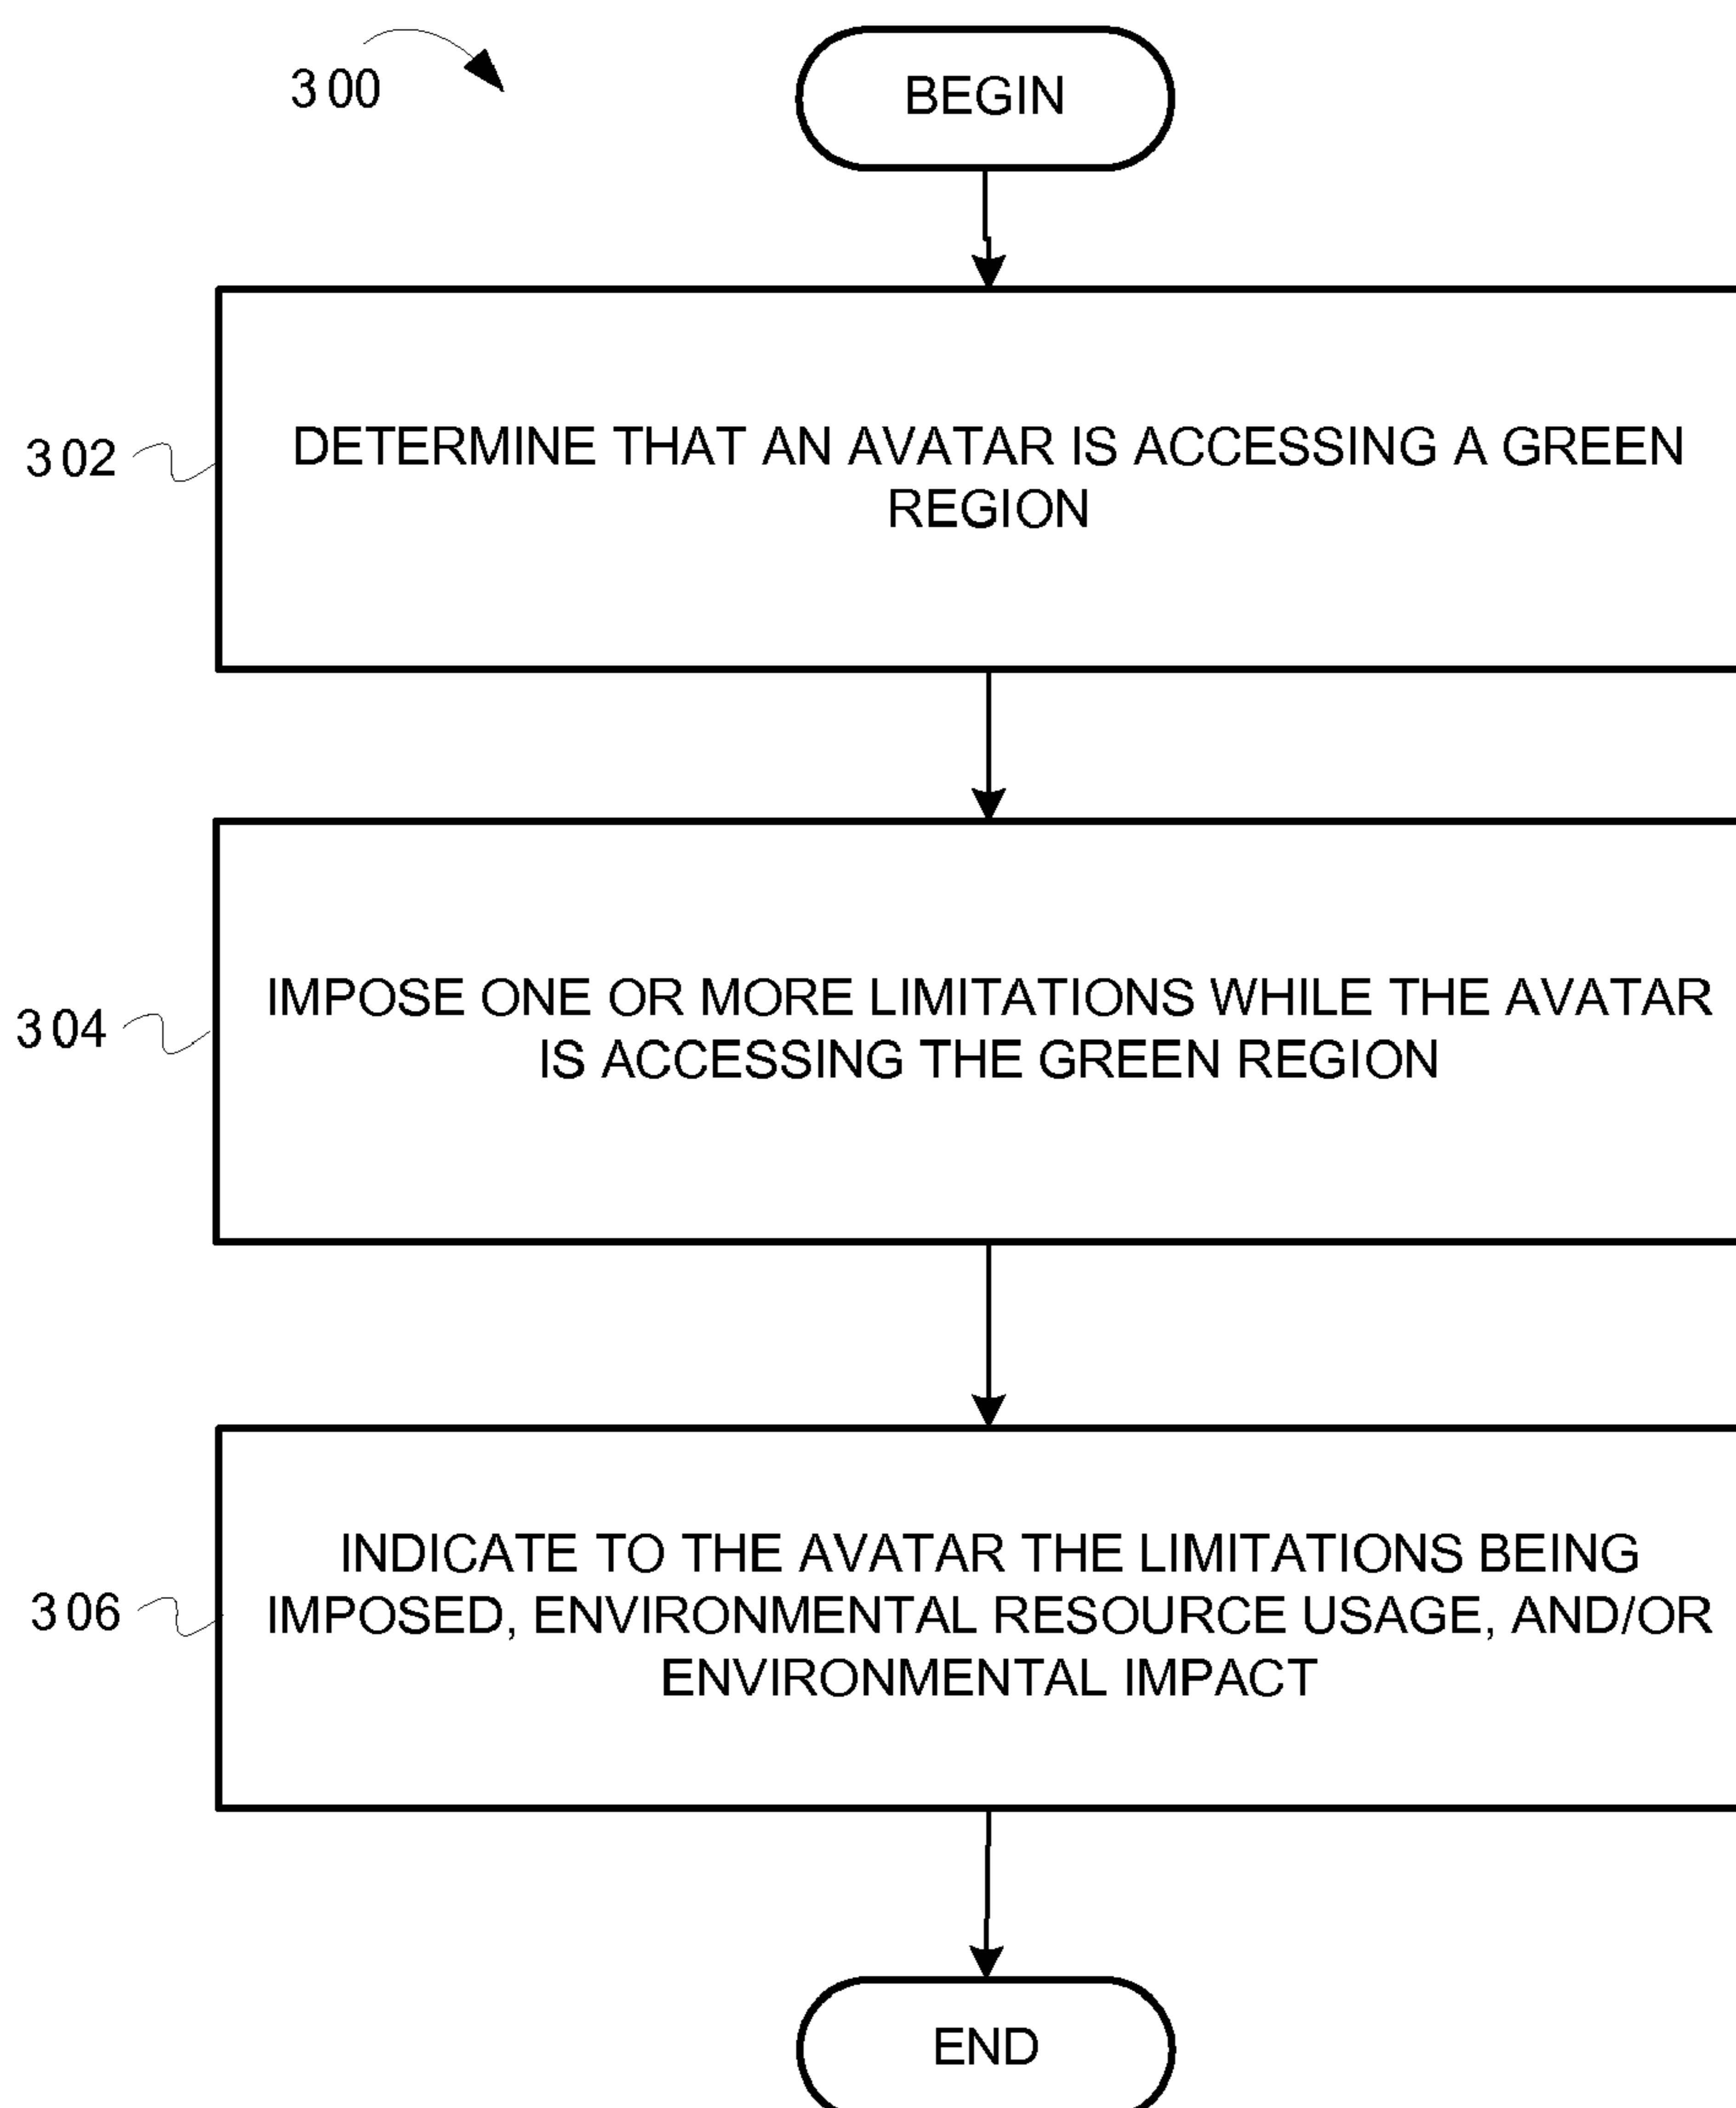 300
BEGIN
302
DETERMINE THAT AN AVATAR IS ACCESSING A GREEN
REGION
304
IMPOSE ONE OR MORE LIMITATIONS WHILE THE AVATAR
IS ACCESSING THE GREEN REGION
306
INDICATE TO THE AVATAR THE LIMITATIONS BEING
IMPOSED, ENVIRONMENTAL RESOURCE USAGE, AND/OR
ENVIRONMENTAL IMPACT
END